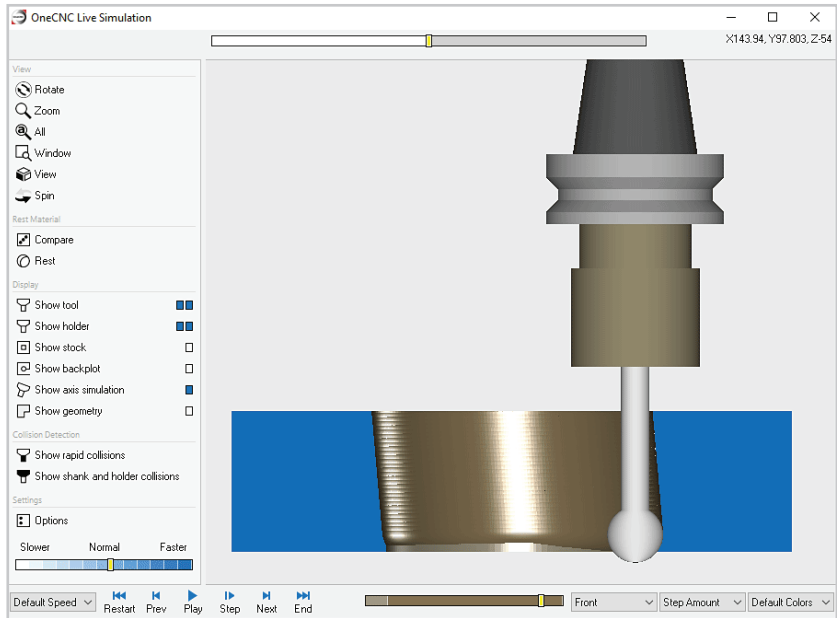 OneCNC Live Simulation
X143.94, Y97.803, Z-54
View
Rotate
Zoom
All
Window
View
Spin
Rest Material
Compare
Rest
Display
Show tool
Show holder
Show stock
Show backplot
Show axis simulation
Show geometry
Collision Detection
Show rapid collisions
Show shank and holder collisions
Settings
Options
Slower Normal Faster
Default Speed Restart Prev Play Step Next End Front Step Amount Default Colors